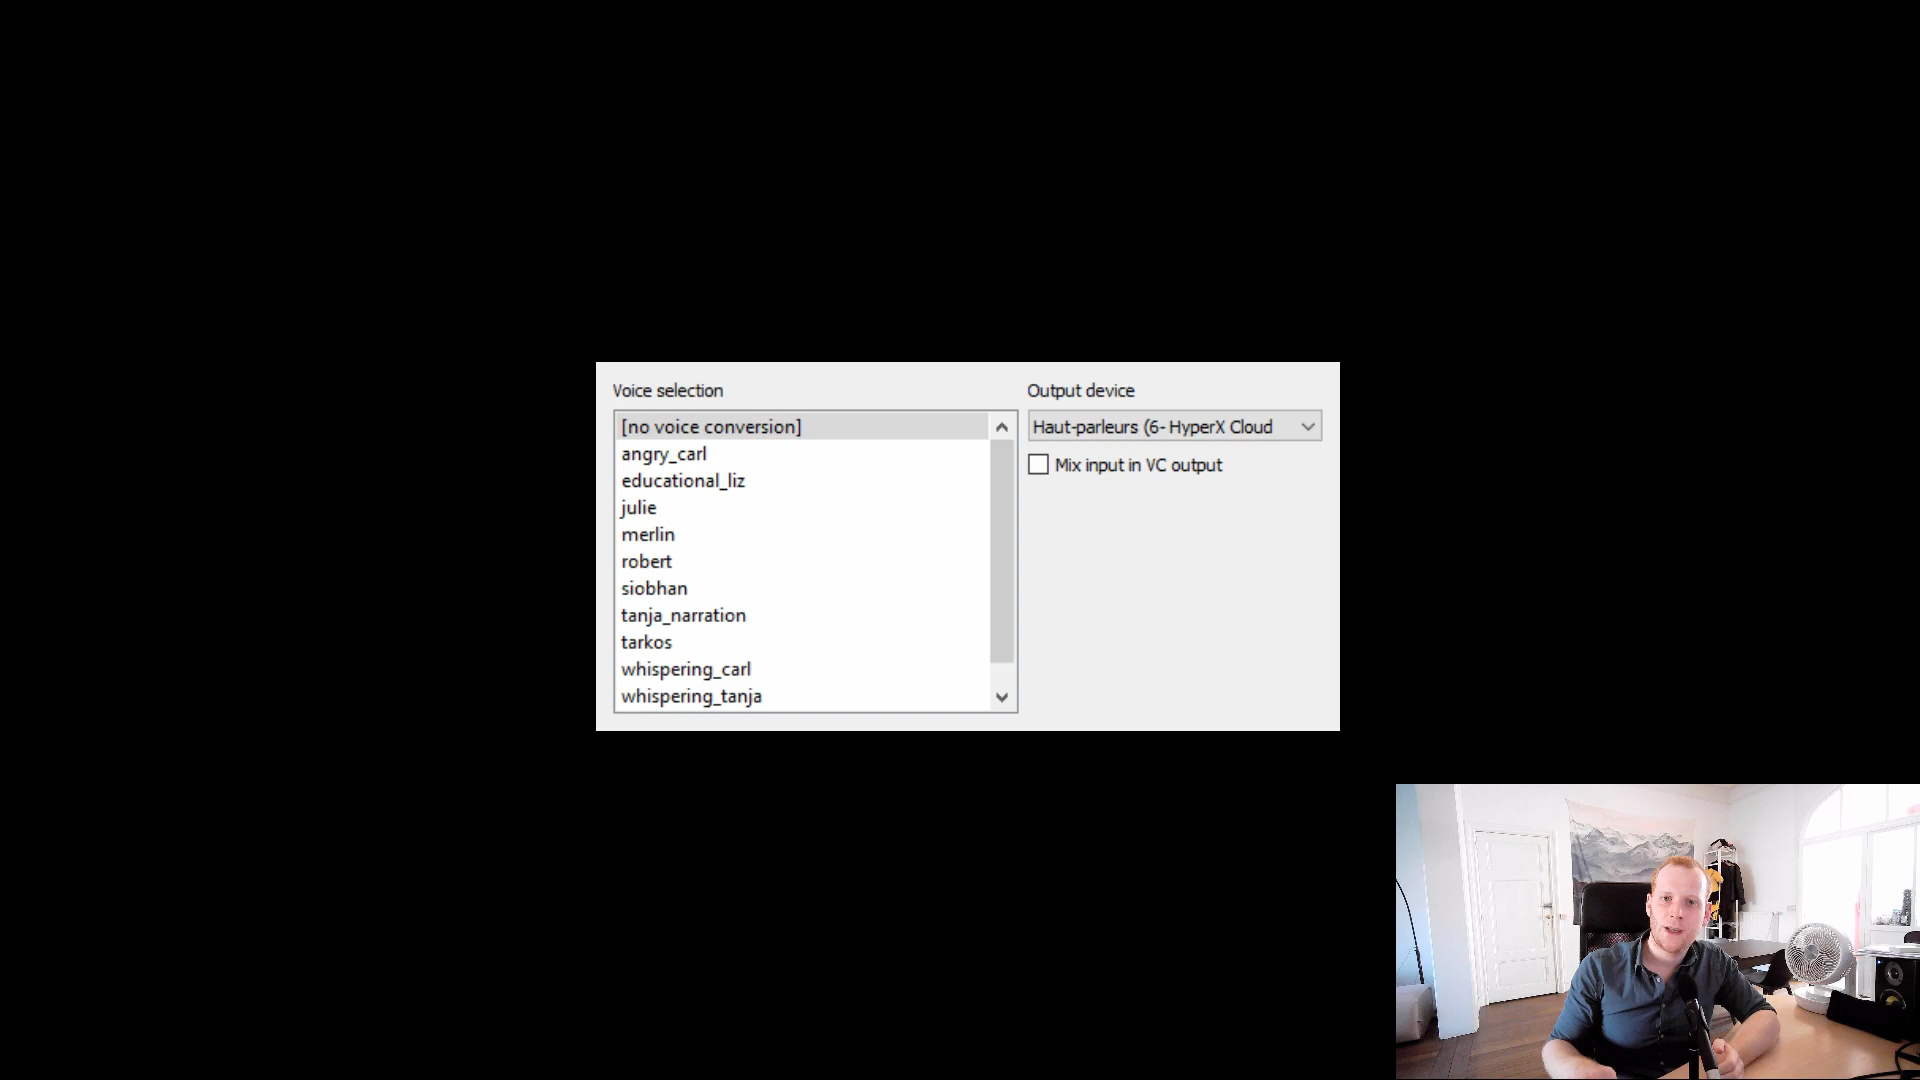 Voice selection
[no voice conversion]
angry_carl
educational_liz
julie
merlin
robert
siobhan
tanja_narration
tarkos
whispering_carl
whispering_tanja
Output device
Haut-parleurs (6- HyperX Cloud
Mix input in VC output